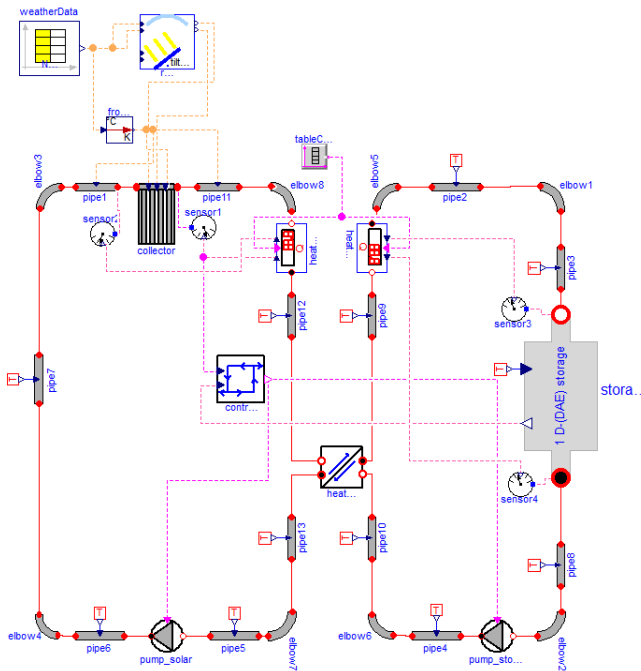 weatherData
N...
tilt...
r...
fro...
°C
K
tableC...
elbow3
pipe1
pipe11
elbow8
elbow5
pipe2
elbow1
sensor2
sensor1
collector
heat...
heat...
T
pipe3
T
pipe12
T
pipe9
T
sensor3
T
pipe7
contr...
T
1 D-(DAE) storage
stora...
heat...
sensor4
T
pipe13
T
pipe10
T
pipe8
T
T
T
T
elbow4
pipe6
pump_solar
pipe5
elbow7
elbow6
pipe4
pump_sto...
elbow2